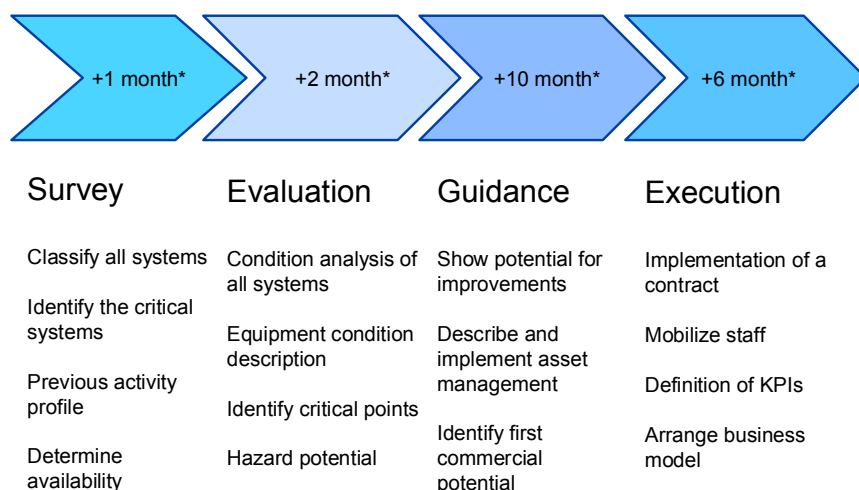 +1 month*
+2 month*
+10 month*
+6 month*
Survey
Classify all systems
Identify the critical
systems
Previous activity
profile
Determine
availability
Evaluation
Condition analysis of
all systems
Equipment condition
description
Identify critical points
Hazard potential
Guidance
Show potential for
improvements
Describe and
implement asset
management
Identify first
commercial
potential
Execution
Implementation of a
contract
Mobilize staff
Definition of KPIs
Arrange business
model